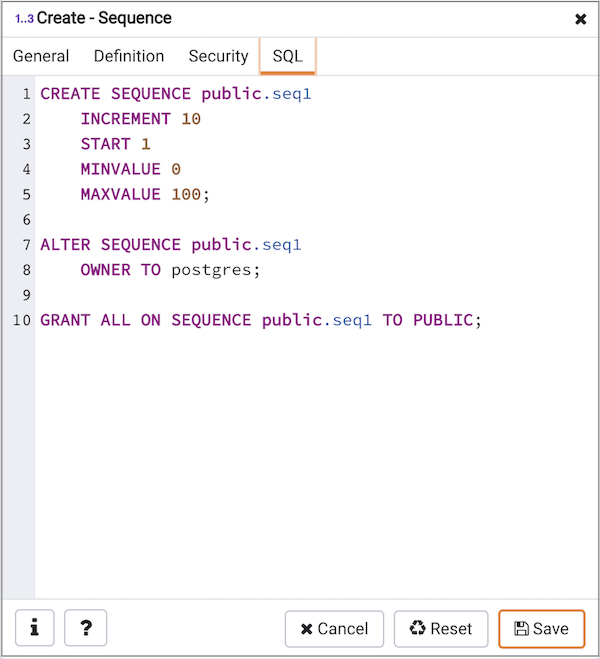 1..3 Create - Sequence
General Definition Security SQL
1 CREATE SEQUENCE public.seq1
2     INCREMENT 10
3     START 1
4     MINVALUE 0
5     MAXVALUE 100;
6
7 ALTER SEQUENCE public.seq1
8     OWNER TO postgres;
9
10 GRANT ALL ON SEQUENCE public.seq1 TO PUBLIC;
i ? Cancel Reset Save